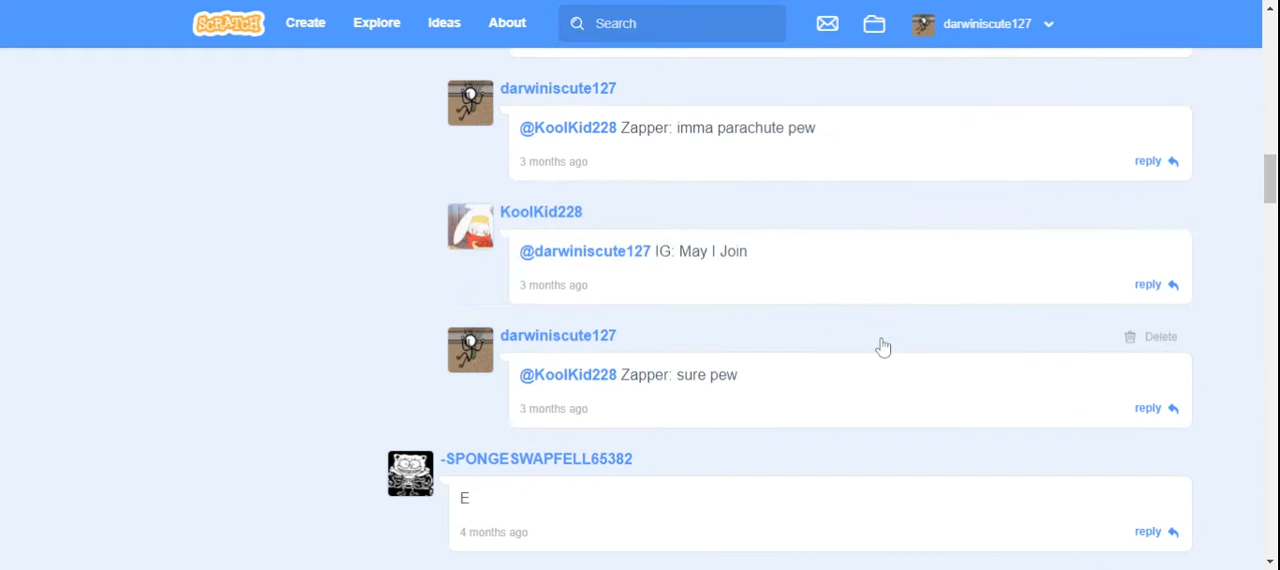 SCRATCH Create Explore Ideas About Search darwiniscute127
darwiniscute127
@KoolKid228 Zapper: imma parachute pew
3 months ago reply
KoolKid228
@darwiniscute127 IG: May I Join
3 months ago reply
darwiniscute127 Delete
@KoolKid228 Zapper: sure pew
3 months ago reply
-SPONGESWAPFELL65382
E
4 months ago reply